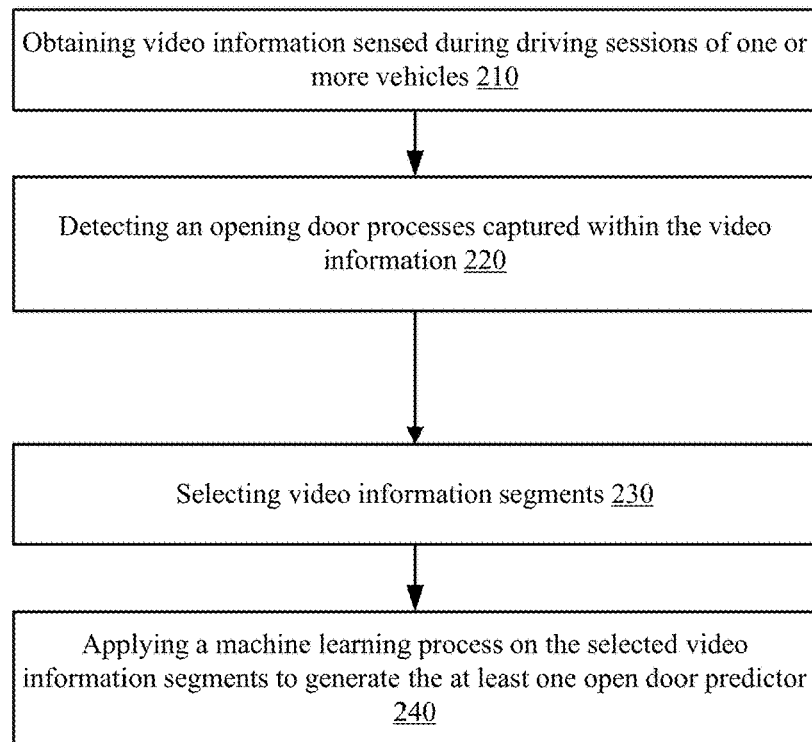 Obtaining video information sensed during driving sessions of one or
more vehicles 210
Detecting an opening door processes captured within the video
information 220
Selecting video information segments 230
Applying a machine learning process on the selected video
information segments to generate the at least one open door predictor
240